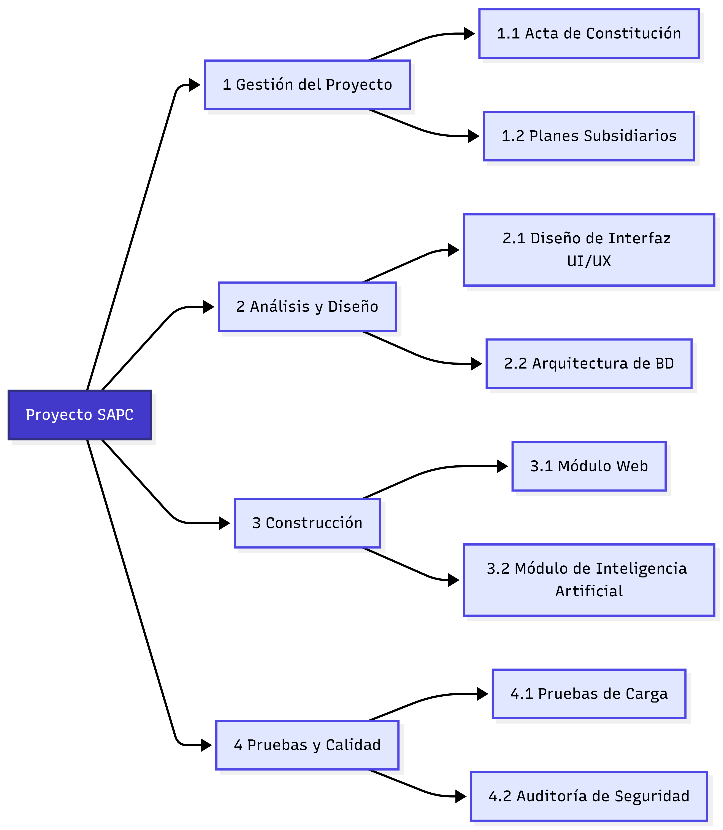 1.1 Acta de Constitución
1 Gestión del Proyecto
1.2 Planes Subsidiarios
2.1 Diseño de Interfaz
UI/UX
2 Análisis y Diseño
2.2 Arquitectura de BD
Proyecto SAPC
3.1 Módulo Web
3 Construcción
3.2 Módulo de Inteligencia
Artificial
4.1 Pruebas de Carga
4 Pruebas y Calidad
4.2 Auditoría de Seguridad